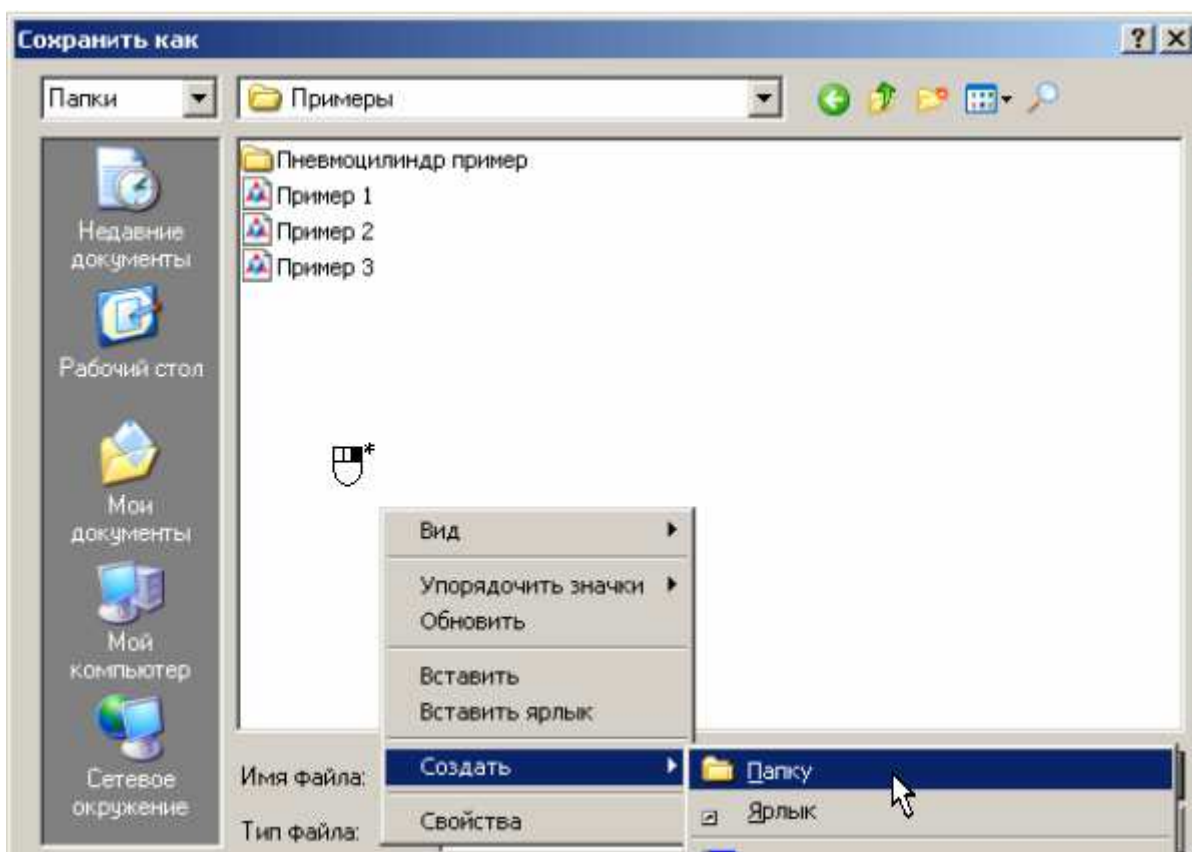 Сохранить как
Папки
Примеры
Пневмоцилиндр пример
Пример 1
Пример 2
Пример 3
Недавние
документы
Рабочий стол
Мои
документы
Мой
компьютер
Сетевое
окружение
Вид
Упорядочить значки
Обновить
Вставить
Вставить ярлык
Создать
Свойства
Папку
Ярлык
Имя файла:
Тип файла: